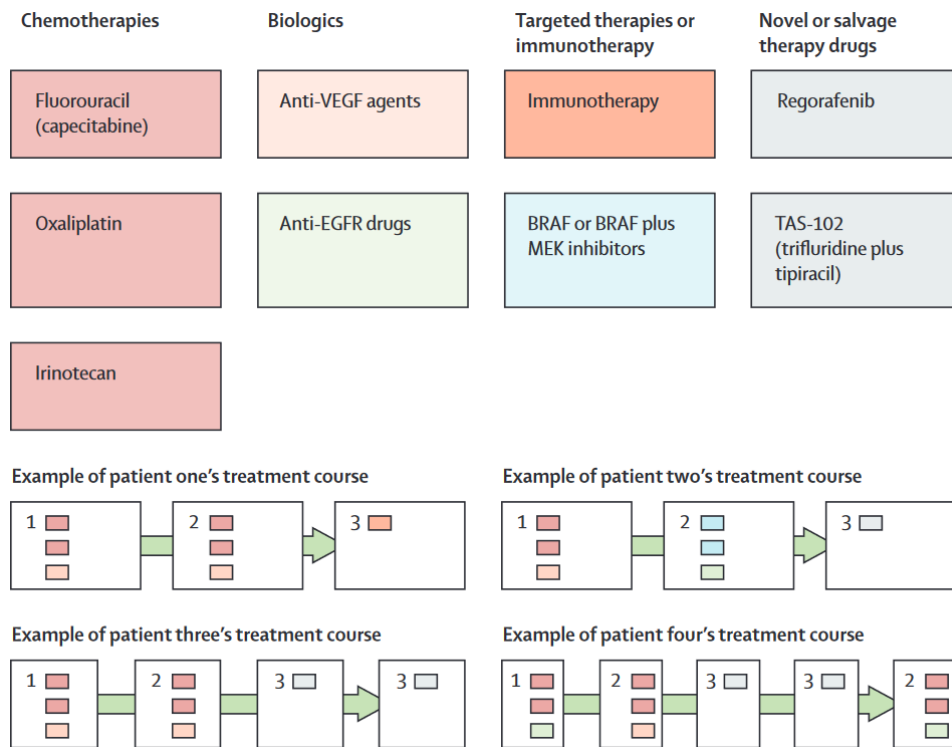 Chemotherapies
Biologics
Targeted therapies or
immunotherapy
Novel or salvage
therapy drugs
Fluorouracil
(capecitabine)
Anti-VEGF agents
Immunotherapy
Regorafenib
Oxaliplatin
Anti-EGFR drugs
BRAF or BRAF plus
MEK inhibitors
TAS-102
(trifluridine plus
tipiracil)
Irinotecan
Example of patient one's treatment course
1
2
3
Example of patient two's treatment course
1
2
3
Example of patient three's treatment course
1
2
3
3
Example of patient four's treatment course
1
2
3
3
2